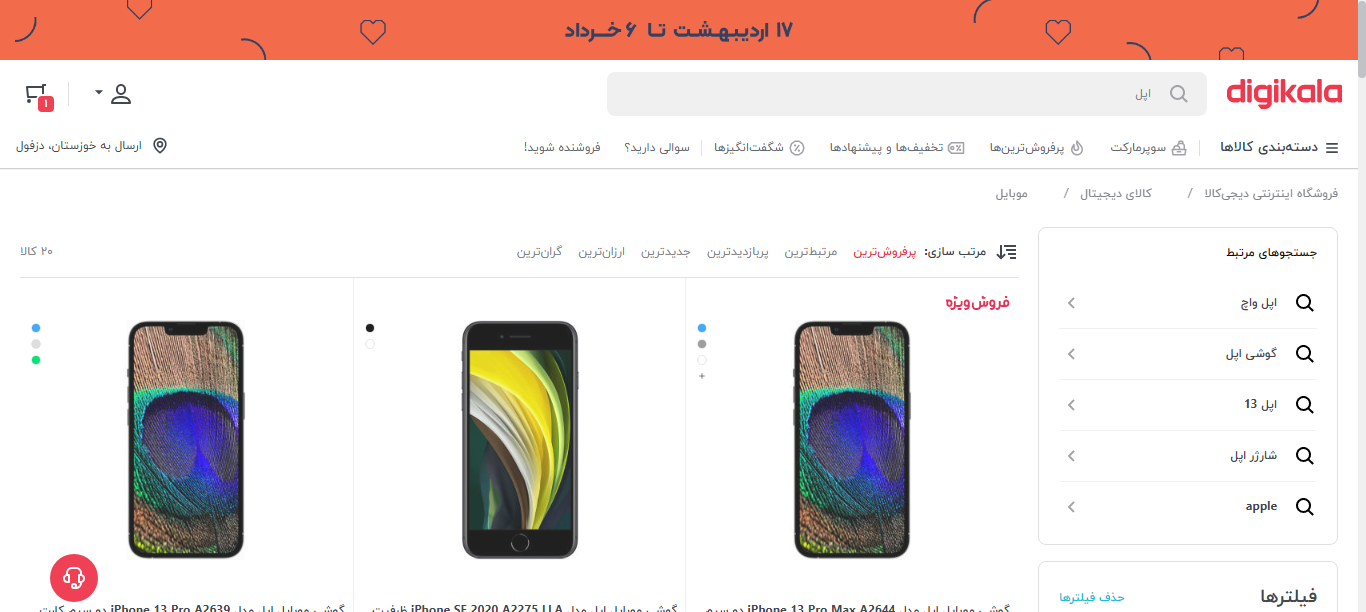 ۱۷ اردیبهشت تا ۶ خرداد
digikala
اپل
۱
دسته‌بندی کالاها
سوپرمارکت
پرفروش‌ترین‌ها
تخفیف‌ها و پیشنهادها
شگفت‌انگیزها
سوالی دارید؟
فروشنده شوید!
ارسال به خوزستان، دزفول
فروشگاه اینترنتی دیجی‌کالا / کالای دیجیتال / موبایل
جستجوهای مرتبط
اپل واچ
گوشی اپل
اپل 13
شارژر اپل
apple
فیلترها
حذف فیلترها
مرتب سازی: پرفروش‌ترین مرتبط‌ترین پربازدیدترین جدیدترین ارزان‌ترین گران‌ترین
۲۰ کالا
فروش ویژه
+
گوشی موبایل اپل مدل iPhone 13 Pro Max A2644 دو سیم
گوشی موبایل اپل مدل iPhone SE 2020 A2275 LLA ظرفیت
گوشی موبایل اپل مدل iPhone 13 Pro A2639 دو سیم کارت